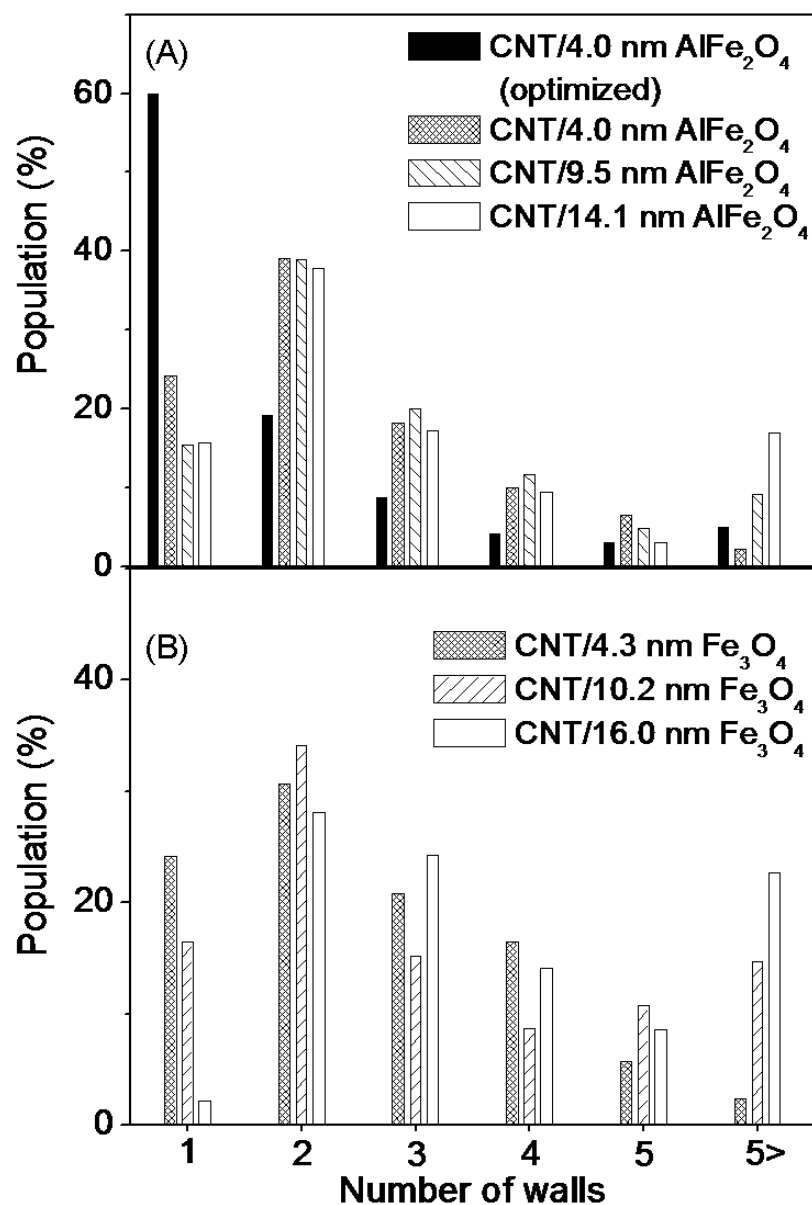 (A)
CNT/4.0 nm AlFe₂O₄
(optimized)
CNT/4.0 nm AlFe₂O₄
CNT/9.5 nm AlFe₂O₄
CNT/14.1 nm AlFe₂O₄
Population (%)
60
40
20
0
(B)
CNT/4.3 nm Fe₃O₄
CNT/10.2 nm Fe₃O₄
CNT/16.0 nm Fe₃O₄
Population (%)
40
20
0
1 2 3 4 5 5>
Number of walls